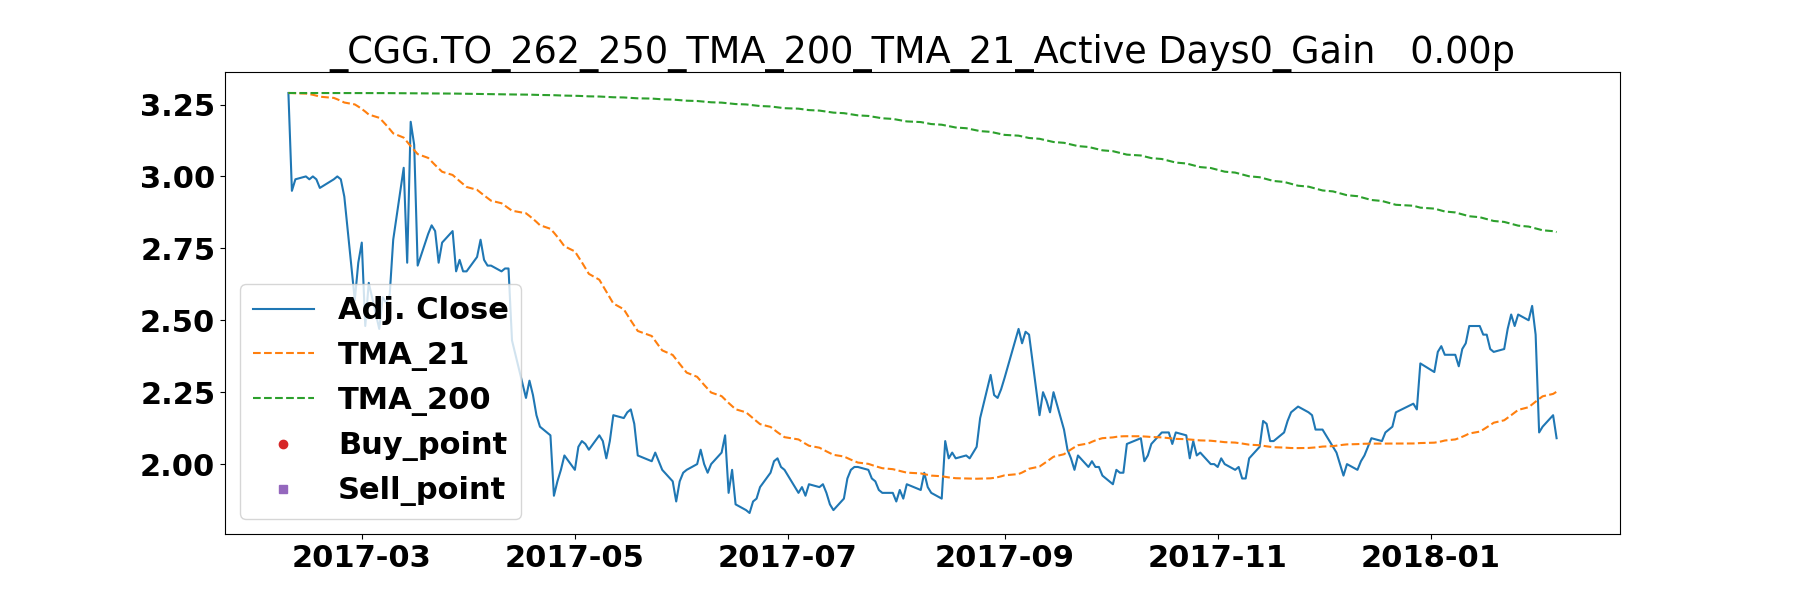 _CGG.TO_262_250_TMA_200_TMA_21_Active Days0_Gain   0.00p
3.25
3.00
2.75
2.50
2.25
2.00
Adj. Close
TMA_21
TMA_200
Buy_point
Sell_point
2017-03 2017-05 2017-07 2017-09 2017-11 2018-01